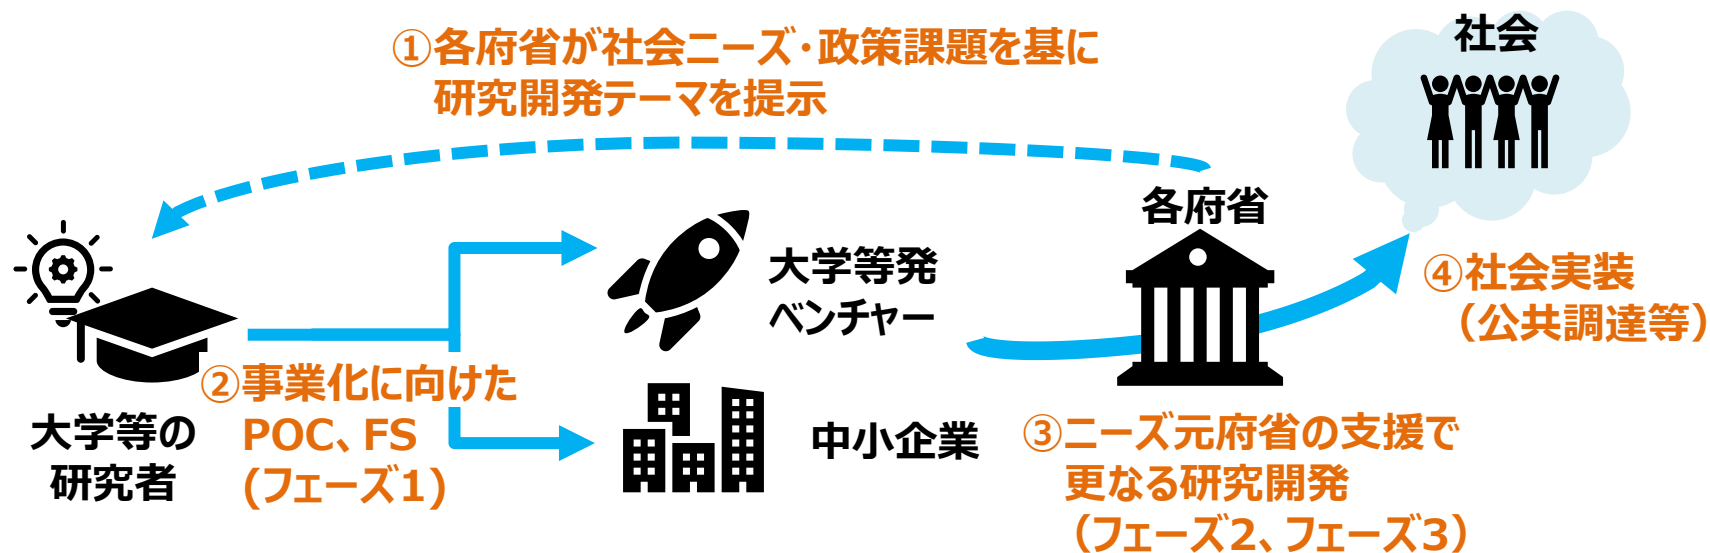 ①各府省が社会ニーズ・政策課題を基に
研究開発テーマを提示
社会
各府省
大学等発
ベンチャー
④社会実装
（公共調達等）
②事業化に向けた
POC、FS
(フェーズ1)
大学等の
研究者
中小企業
③ニーズ元府省の支援で
更なる研究開発
（フェーズ2、フェーズ3）